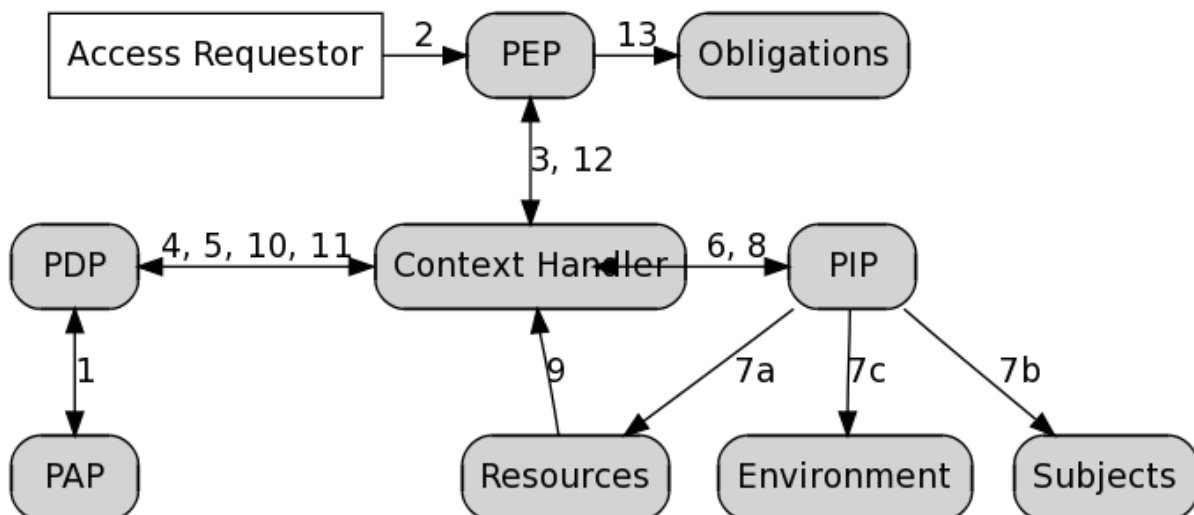 Access Requestor
2
PEP
13
Obligations
3, 12
PDP
4, 5, 10, 11
Context Handler
6, 8
PIP
1
9
7a
7c
7b
PAP
Resources
Environment
Subjects